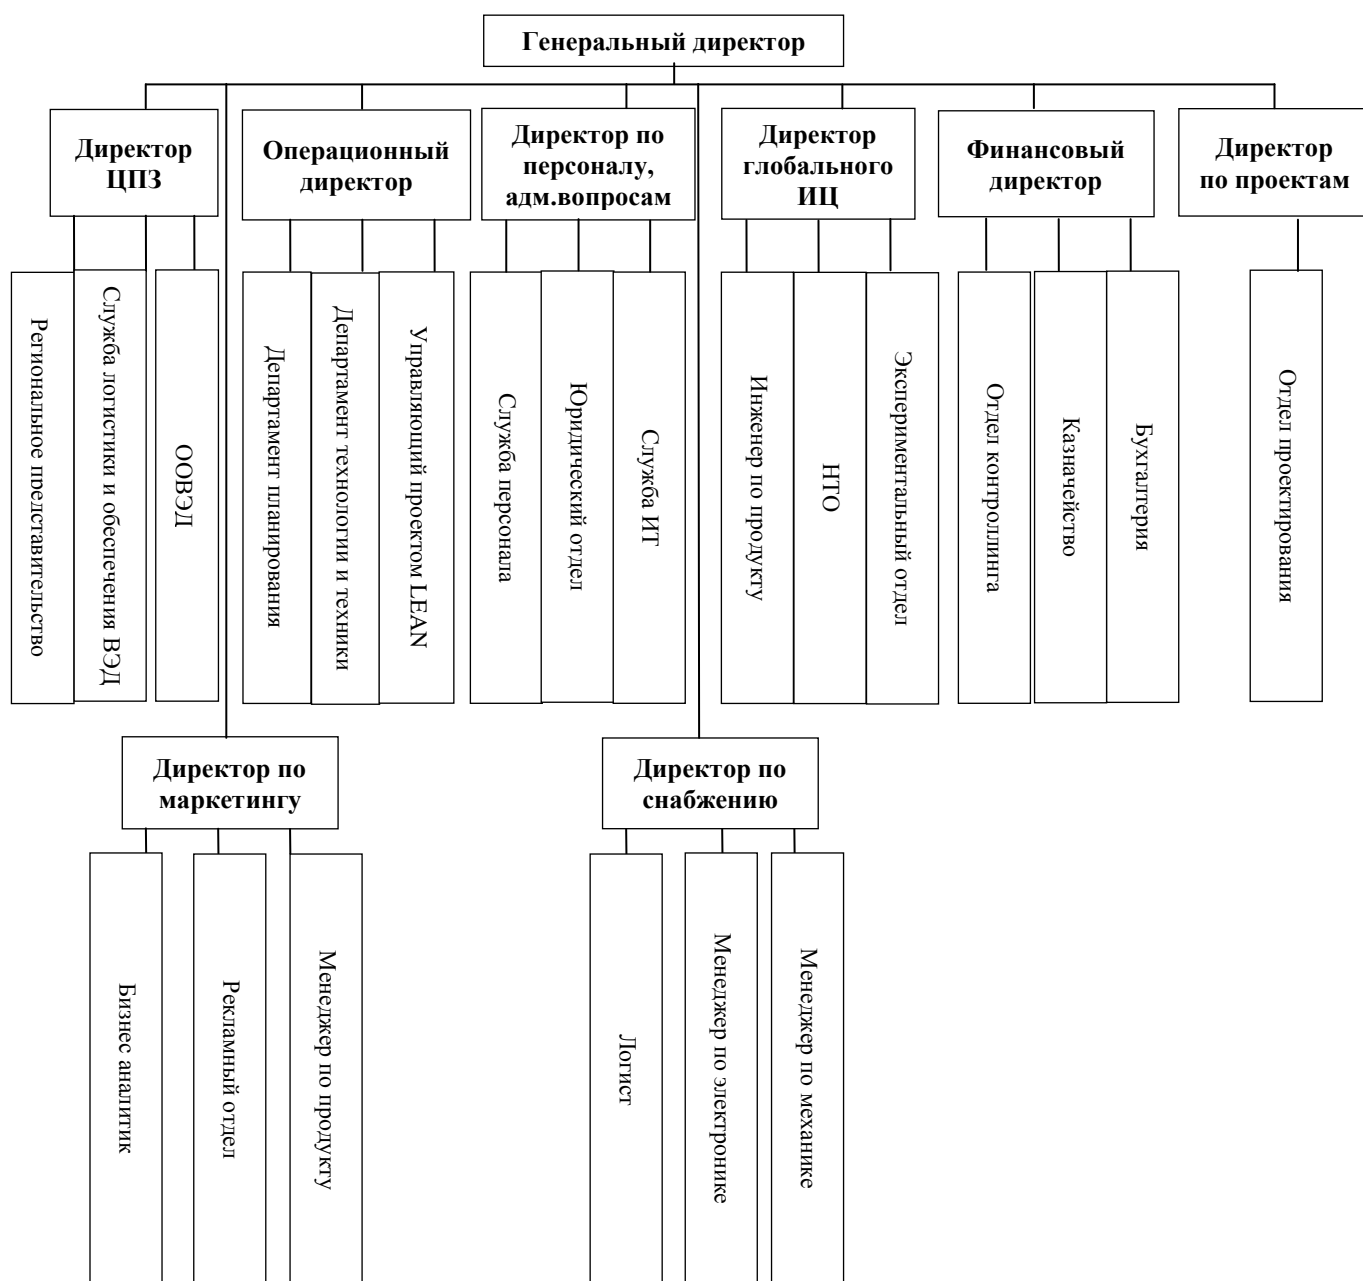 Генеральный директор
Директор
ЦПЗ
Операционный
директор
Директор по
персоналу,
адм.вопросам
Директор
глобального
ИЦ
Финансовый
директор
Директор
по проектам
Региональное представительство
Служба логистики и обеспечения ВЭД
ООВЭД
Департамент планирования
Департамент технологии и техники
Управляющий проектом LEAN
Служба персонала
Юридический отдел
Служба ИТ
Инженер по продукту
НТО
Экспериментальный отдел
Отдел контроллинга
Казначейство
Бухгалтерия
Отдел проектирования
Директор по
маркетингу
Директор по
снабжению
Бизнес аналитик
Рекламный отдел
Менеджер по продукту
Логист
Менеджер по электронике
Менеджер по механике